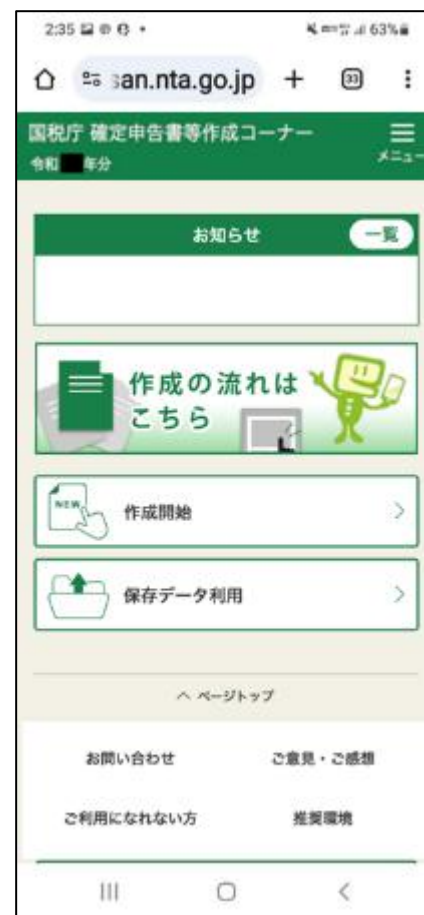 2:35
63%
san.nta.go.jp
33
国税庁 確定申告書等作成コーナー
令和 年分
メニュー
お知らせ
一覧
作成の流れは
こちら
NEW
作成開始
保存データ利用
ページトップ
お問い合わせ
ご意見・ご感想
ご利用になれない方
推奨環境